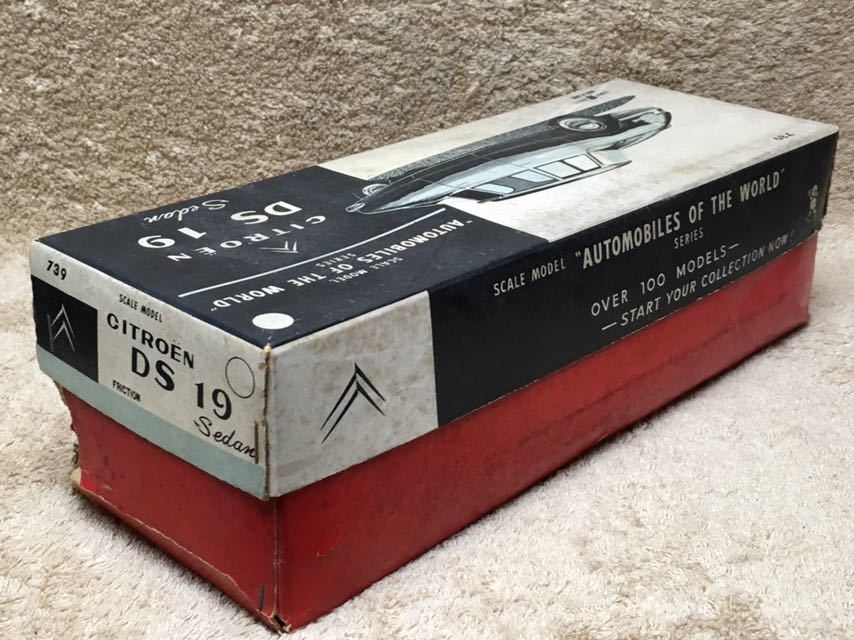 739
SCALE MODEL
"AUTOMOBILES OF THE WORLD"
SERIES
CITROËN
DS 19
Sedan
SCALE MODEL "AUTOMOBILES OF THE WORLD"
SERIES
OVER 100 MODELS—
—START YOUR COLLECTION NOW!
739
SCALE MODEL
CITROËN
DS 19
FRICTION
Sedan